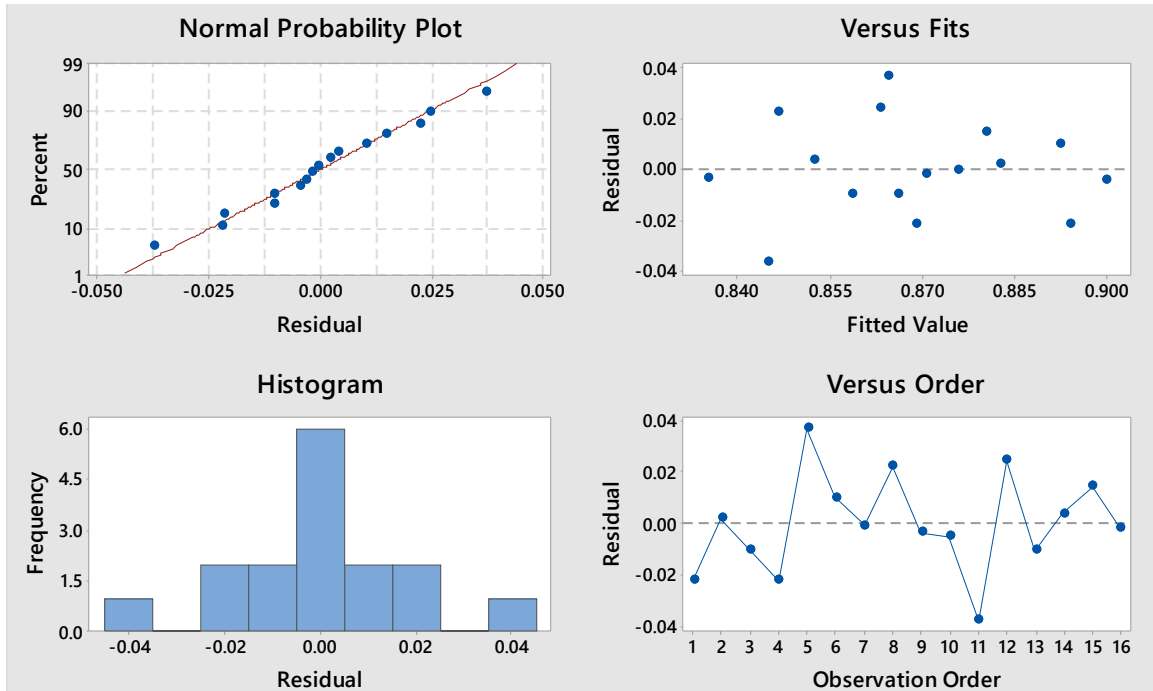 Normal Probability Plot
99
90
50
10
1
Percent
-0.050 -0.025 0.000 0.025 0.050
Residual
Versus Fits
0.04
0.02
0.00
-0.02
-0.04
Residual
0.840 0.855 0.870 0.885 0.900
Fitted Value
Histogram
6.0
4.5
3.0
1.5
0.0
Frequency
-0.04 -0.02 0.00 0.02 0.04
Residual
Versus Order
0.04
0.02
0.00
-0.02
-0.04
Residual
1 2 3 4 5 6 7 8 9 10 11 12 13 14 15 16
Observation Order